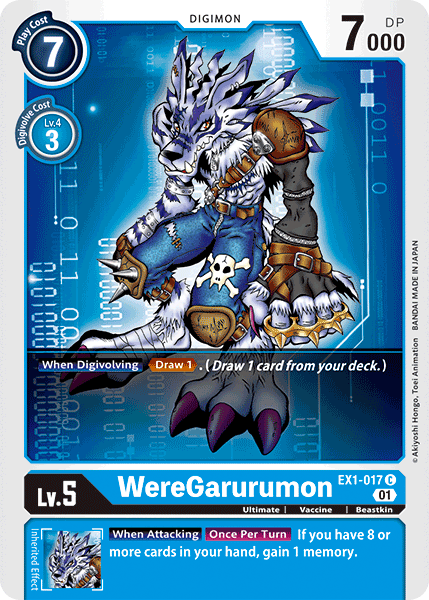 DIGIMON
Play Cost
7
DP
7000
Digivolve Cost
Lv.4
3
When Digivolving Draw 1 . (Draw 1 card from your deck.)
© Akiyoshi Hongo, Toei Animation BANDAI MADE IN JAPAN
Lv.5
WereGarurumon
EX1-017 C
01
Ultimate | Vaccine | Beastkin
Inherited Effect
When Attacking Once Per Turn If you have 8 or
more cards in your hand, gain 1 memory.